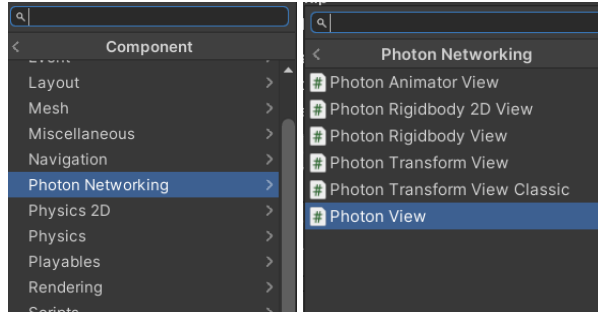 Component
Layout
Mesh
Miscellaneous
Navigation
Photon Networking
Physics 2D
Physics
Playables
Rendering
Scripts
Photon Networking
Photon Animator View
Photon Rigidbody 2D View
Photon Rigidbody View
Photon Transform View
Photon Transform View Classic
Photon View